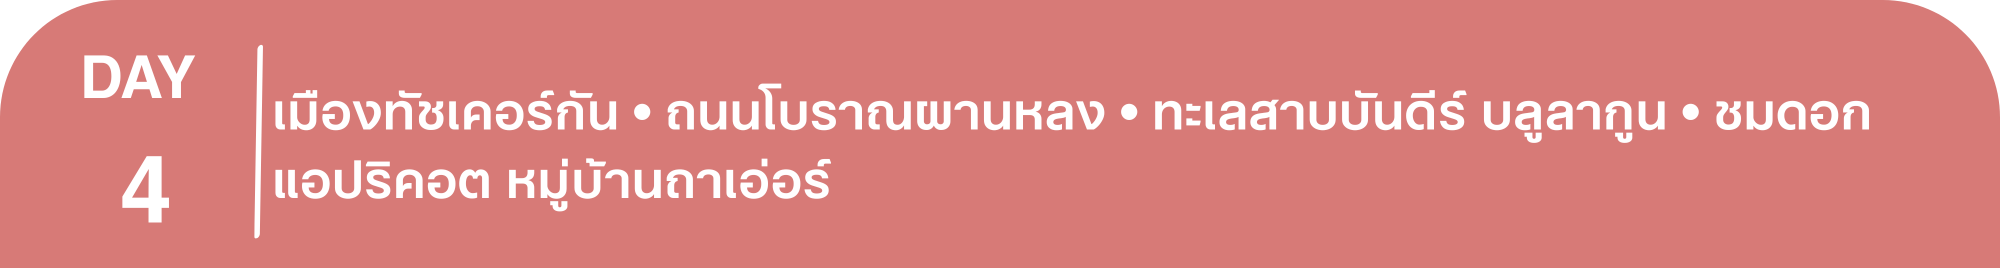 DAY
4
เมืองทัชเคอร์กัน • ถนนโบราณผานหลง • ทะเลสาบบันดีร์ บลูลากูน • ชมดอก
แอปริคอต หมู่บ้านถาเอ่อร์